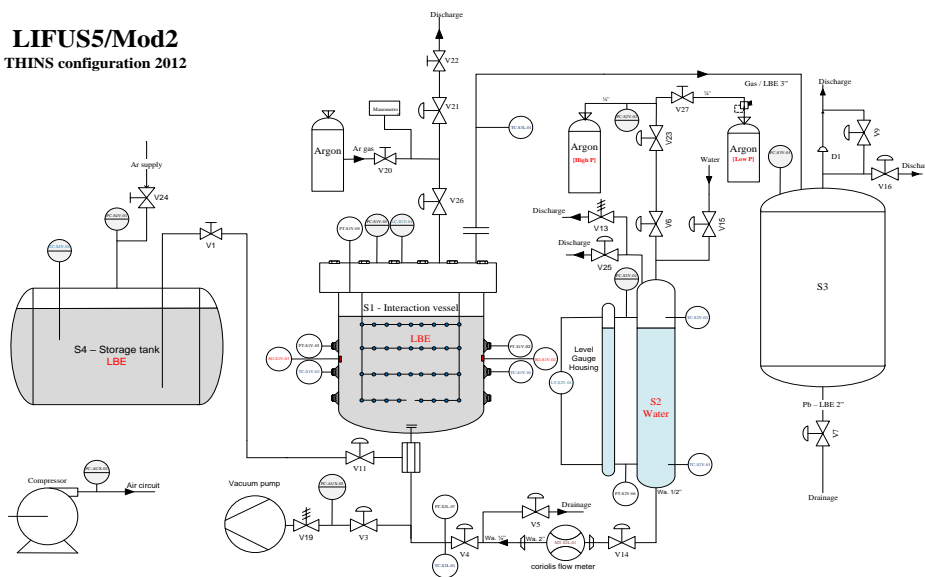 LIFUS5/Mod2
THINS configuration 2012
Discharge
V22
V21
Manometro
Argon
Ar gas
V20
V26
Ar supply
V24
V1
Gas / LBE 3"
Discharge
¼"
¼"
V27
V23
Argon
[High P]
Argon
[Low P]
Water
V9
D1
V16
Discha
V6
V15
Discharge
V13
Discharge
V25
S4 – Storage tank
LBE
S1 - Interaction vessel
LBE
Level
Gauge
Housing
S2
Water
S3
Pb – LBE 2"
V7
Drainage
V11
Compressor
Air circuit
Vacuum pump
V19
V3
V4
V5
Drainage
Wa. ½"
Wa. 2"
coriolis flow meter
V14
Wa. 1/2"